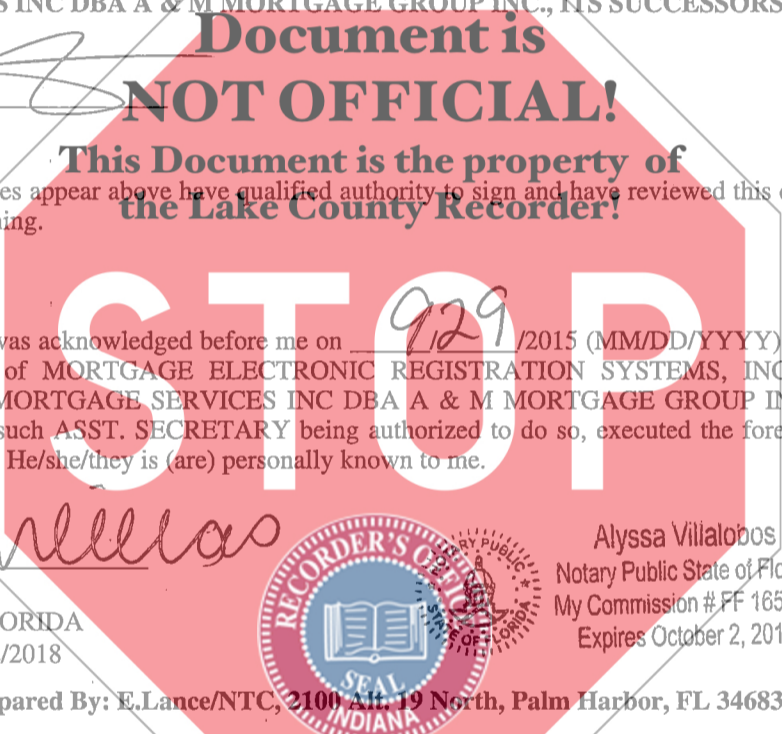 INC DBA A & M MORTGAGE GROUP INC., ITS SUCCESSORS
Document is
NOT OFFICIAL!
This Document is the property of
es appear above have qualified authority to sign and have reviewed this
the Lake County Recorder!
ing.
STOP
was acknowledged before me on 9/29/2015 (MM/DD/YYYY)
of MORTGAGE ELECTRONIC REGISTRATION SYSTEMS, INC
MORTGAGE SERVICES INC DBA A & M MORTGAGE GROUP IN
such ASST. SECRETARY being authorized to do so, executed the fore
He/she/they is (are) personally known to me.
RECORDER'S OFFICE
SEAL
INDIANA
NOTARY PUBLIC
STATE OF FLORIDA
Alyssa Villalobos
Notary Public State of Flo
My Commission # FF 165
Expires October 2, 201
ORIDA
/2018
pared By: E.Lance/NTC, 2100 Alt. 19 North, Palm Harbor, FL 34683